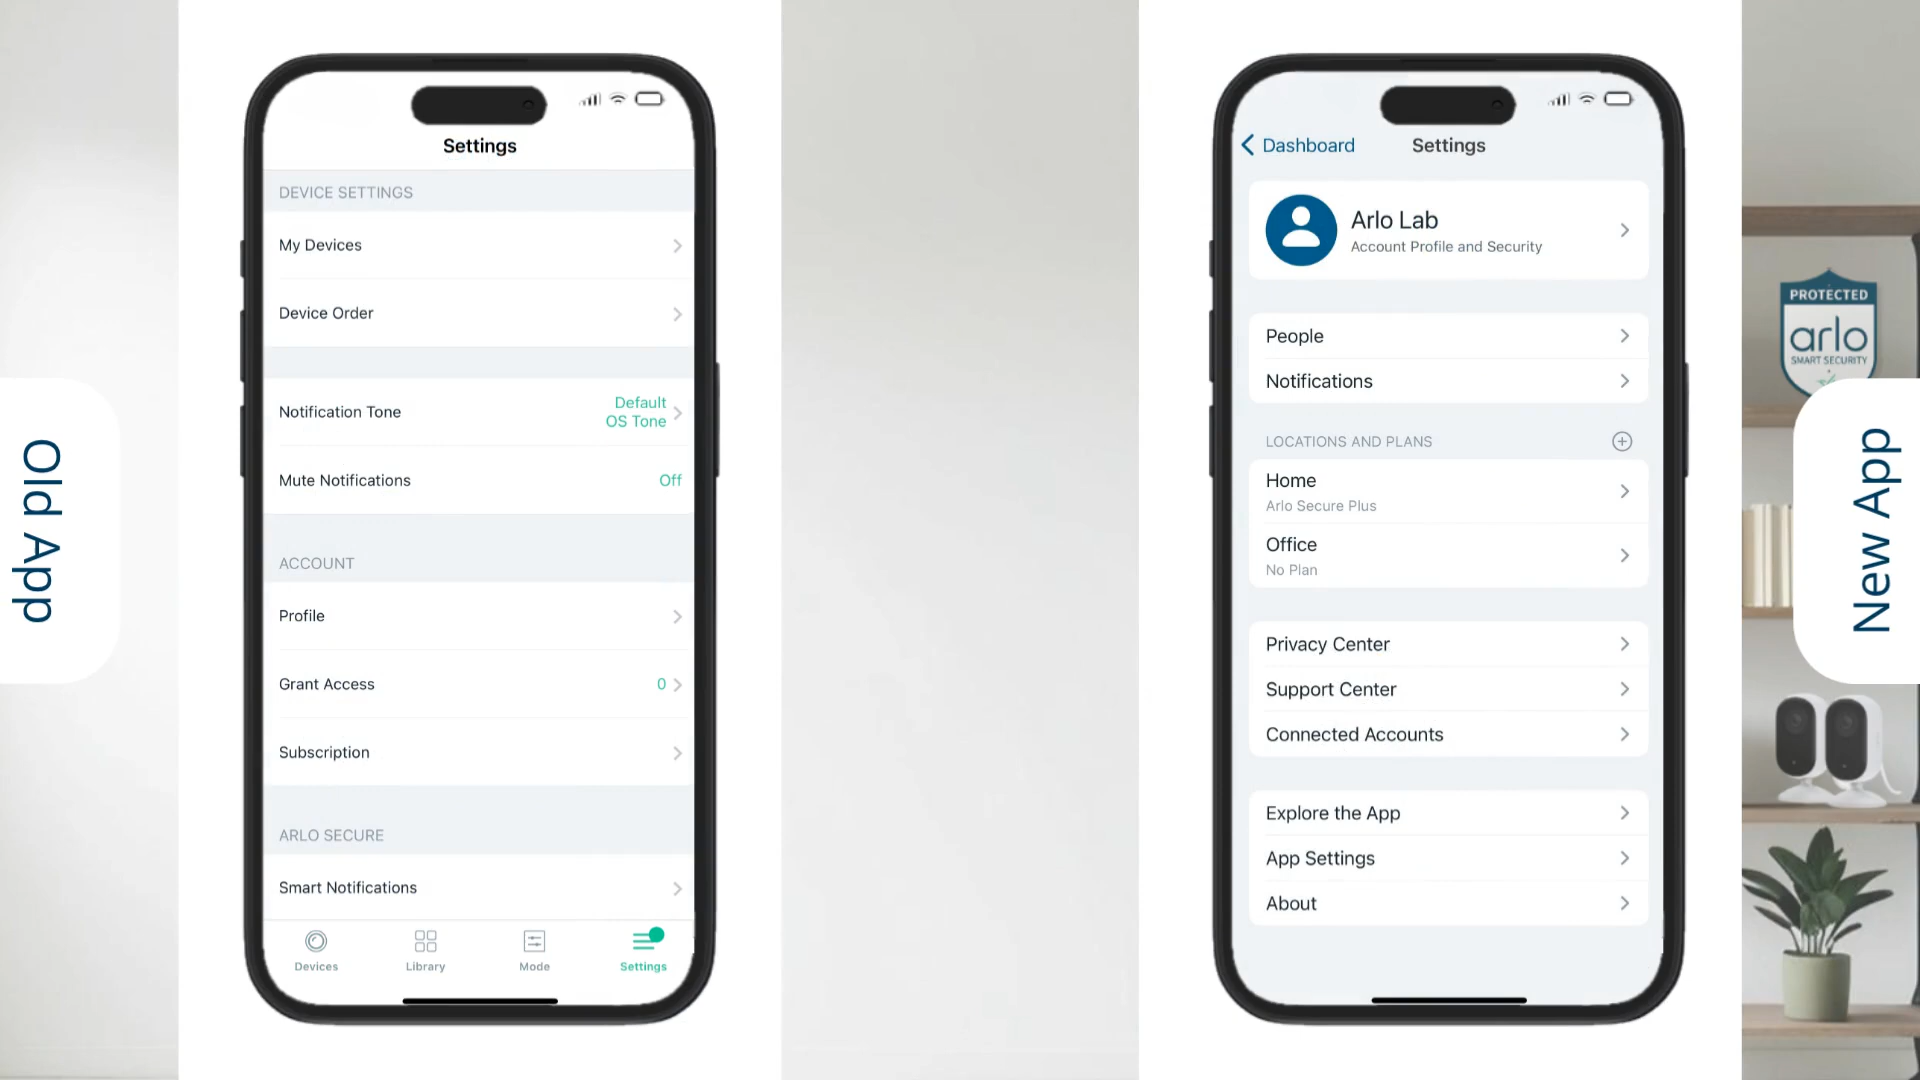 Old App
Settings
DEVICE SETTINGS
My Devices
Device Order
Notification Tone
Default
OS Tone
Mute Notifications
Off
ACCOUNT
Profile
Grant Access
0
Subscription
ARLO SECURE
Smart Notifications
Devices
Library
Mode
Settings
Dashboard
Settings
Arlo Lab
Account Profile and Security
People
Notifications
LOCATIONS AND PLANS
Home
Arlo Secure Plus
Office
No Plan
Privacy Center
Support Center
Connected Accounts
Explore the App
App Settings
About
PROTECTED
arlo
SMART SECURITY
New App